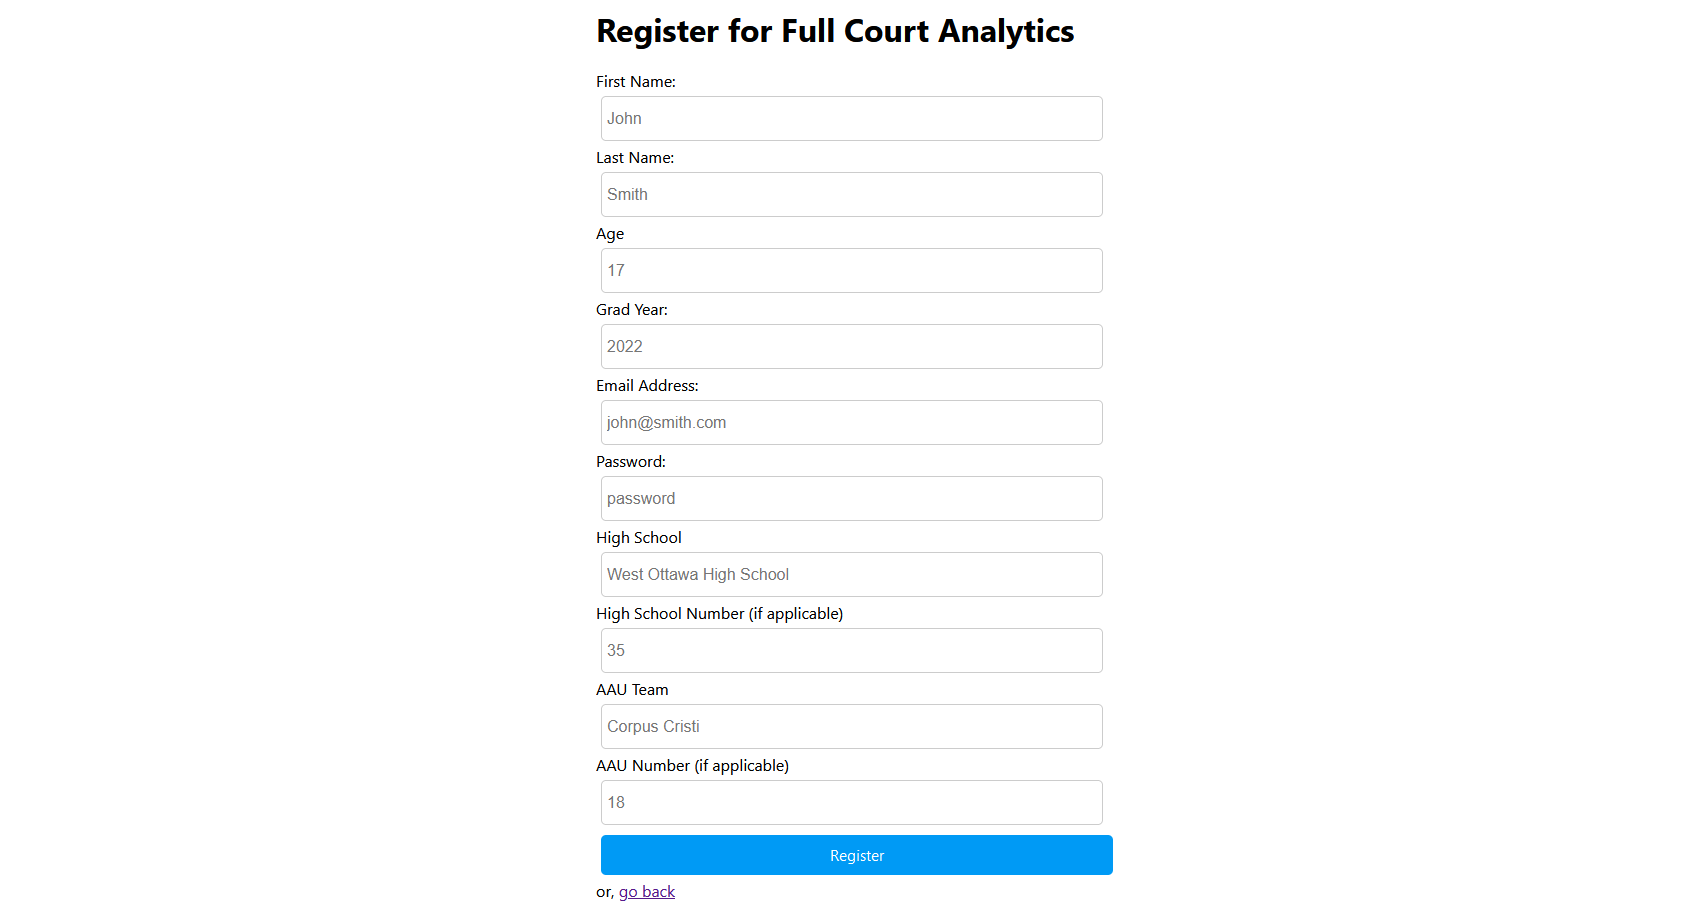 Register for Full Court Analytics
First Name:
John
Last Name:
Smith
Age
17
Grad Year:
2022
Email Address:
john@smith.com
Password:
password
High School
West Ottawa High School
High School Number (if applicable)
35
AAU Team
Corpus Cristi
AAU Number (if applicable)
18
Register
or, go back